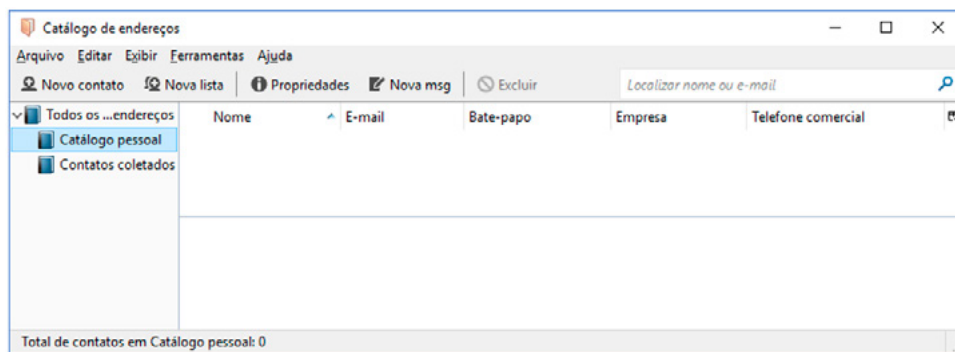 Catálogo de endereços
Arquivo Editar Exibir Ferramentas Ajuda
Novo contato Nova lista Propriedades Nova msg Excluir Localizar nome ou e-mail
Todos os ...endereços Nome E-mail Bate-papo Empresa Telefone comercial
Catálogo pessoal
Contatos coletados
Total de contatos em Catálogo pessoal: 0